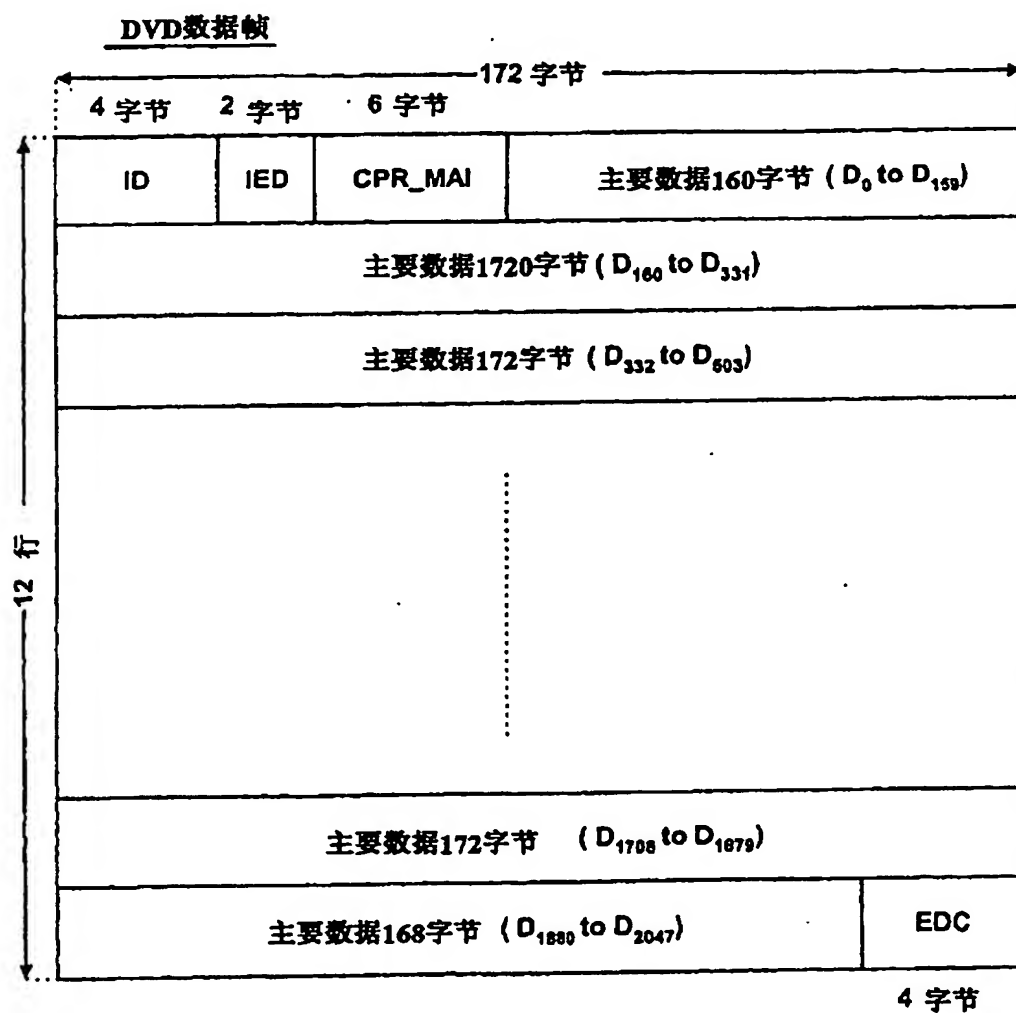 DVD数据帧
172 字节
4 字节 2 字节 6 字节
ID IED CPR_MAI 主要数据160字节 ( D₀ to D₁₅₉)
主要数据1720字节 ( D₁₆₀ to D₃₃₁)
主要数据172字节 ( D₃₃₂ to D₅₀₃)
12 行
主要数据172字节 ( D₁₇₀₈ to D₁₈₇₉)
主要数据168字节 ( D₁₈₈₀ to D₂₀₄₇) EDC
4 字节